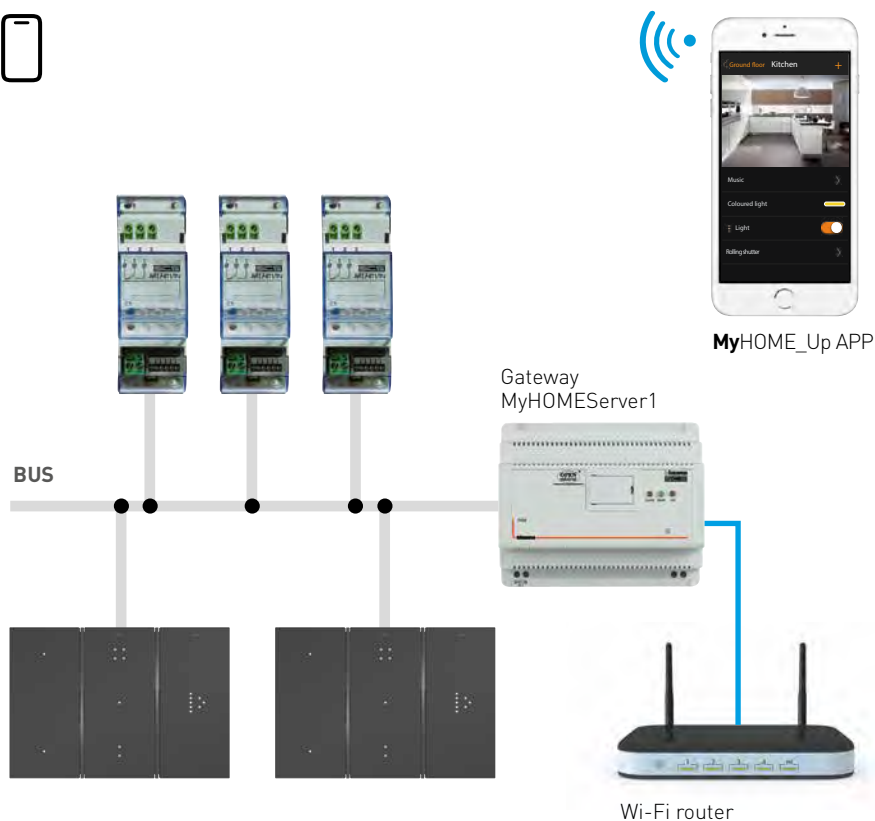 Ground floor Kitchen +
Music
Coloured light
Light
Rolling shutter
MyHOME_Up APP
Gateway
MyHOMEServer1
BUS
Wi-Fi router